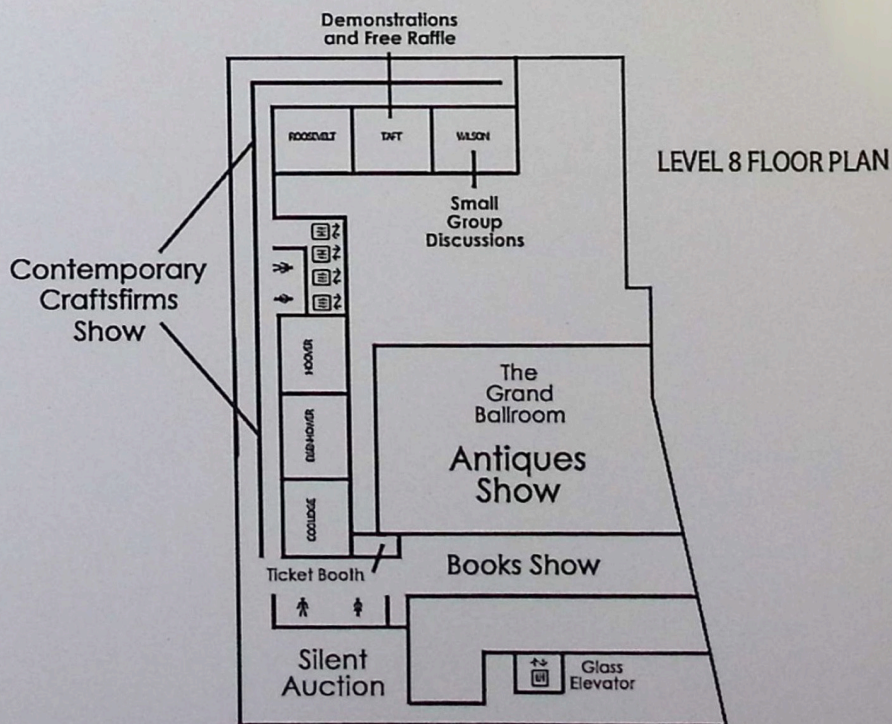 Demonstrations
and Free Raffle
ROOSEVELT
TAFT
WILSON
LEVEL 8 FLOOR PLAN
Small
Group
Discussions
Contemporary
Craftsfirms
Show
HOOVER
EISENHOWER
COOLIDGE
The
Grand
Ballroom
Antiques
Show
Ticket Booth
Books Show
Silent
Auction
Glass
Elevator